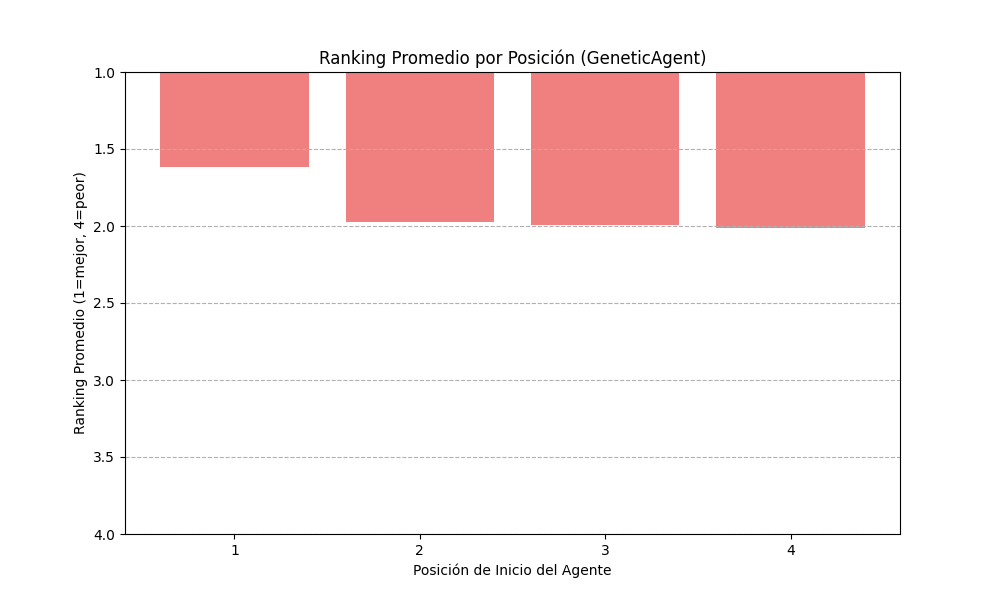 Ranking Promedio por Posición (GeneticAgent)
Ranking Promedio (1=mejor, 4=peor)
1.0
1.5
2.0
2.5
3.0
3.5
4.0
1 2 3 4
Posición de Inicio del Agente